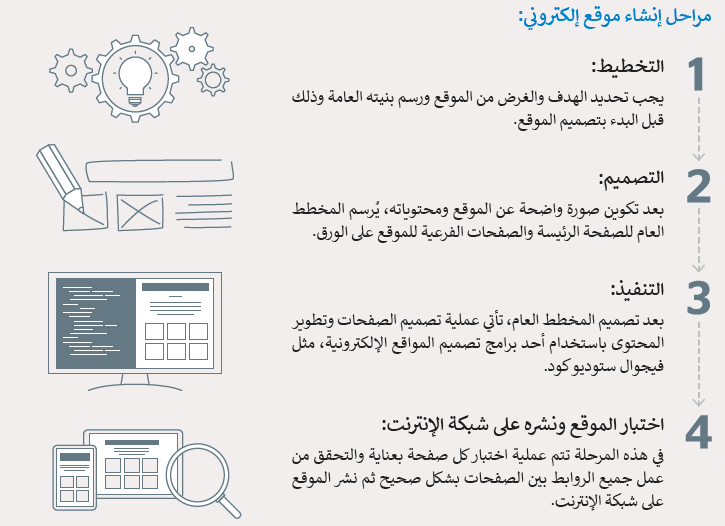 مراحل إنشاء موقع إلكتروني:
1 التخطيط:
يجب تحديد الهدف والغرض من الموقع ورسم بنيته العامة وذلك
قبل البدء بتصميم الموقع.
2 التصميم:
بعد تكوين صورة واضحة عن الموقع ومحتوياته، يُرسم المخطط
العام للصفحة الرئيسة والصفحات الفرعية للموقع على الورق.
3 التنفيذ:
بعد تصميم المخطط العام، تأتي عملية تصميم الصفحات وتطوير
المحتوى باستخدام أحد برامج تصميم المواقع الإلكترونية، مثل
فيجوال ستوديو كود.
4 اختبار الموقع ونشره على شبكة الإنترنت:
في هذه المرحلة تتم عملية اختبار كل صفحة بعناية والتحقق من
عمل جميع الروابط بين الصفحات بشكل صحيح ثم نشر الموقع
على شبكة الإنترنت.